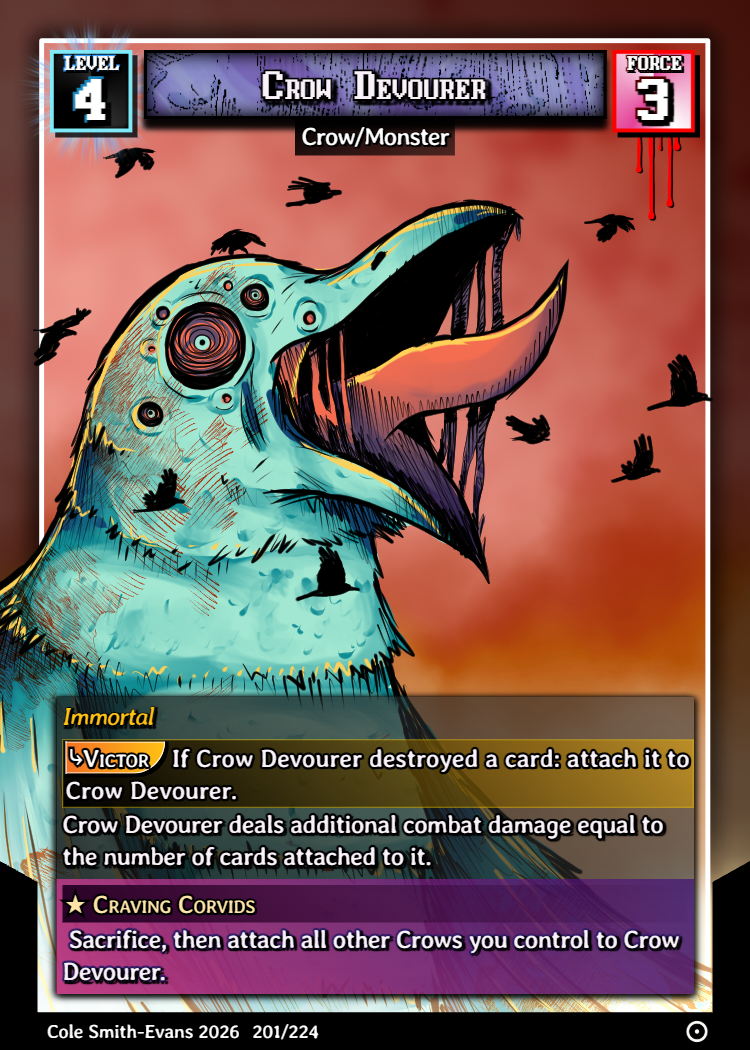 LEVEL
4
Crow Devourer
FORCE
3
Crow/Monster
Immortal
↳Victor If Crow Devourer destroyed a card: attach it to
Crow Devourer.
Crow Devourer deals additional combat damage equal to
the number of cards attached to it.
★ Craving Corvids
Sacrifice, then attach all other Crows you control to Crow
Devourer.
Cole Smith-Evans 2026 201/224